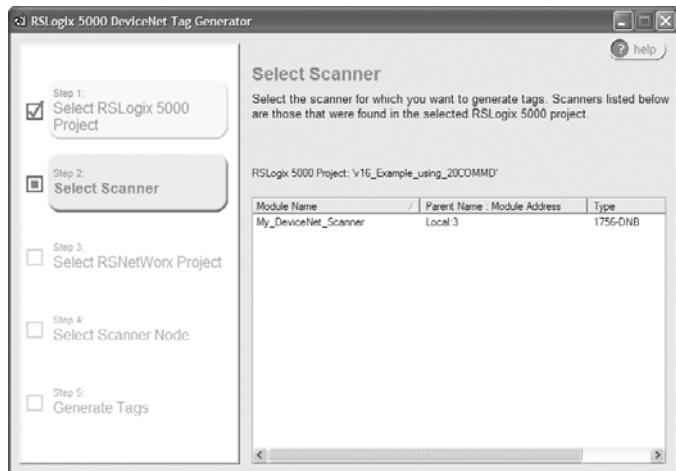 RSLogix 5000 DeviceNet Tag Generator
help
Step 1:
Select RSLogix 5000
Project
Step 2:
Select Scanner
Step 3:
Select RSNetWorx Project
Step 4:
Select Scanner Node
Step 5:
Generate Tags
Select Scanner
Select the scanner for which you want to generate tags. Scanners listed below
are those that were found in the selected RSLogix 5000 project.
RSLogix 5000 Project: 'v16_Example_using_20COMMD'
Module Name Parent Name : Module Address Type
My_DeviceNet_Scanner Local:3 1756-DNB